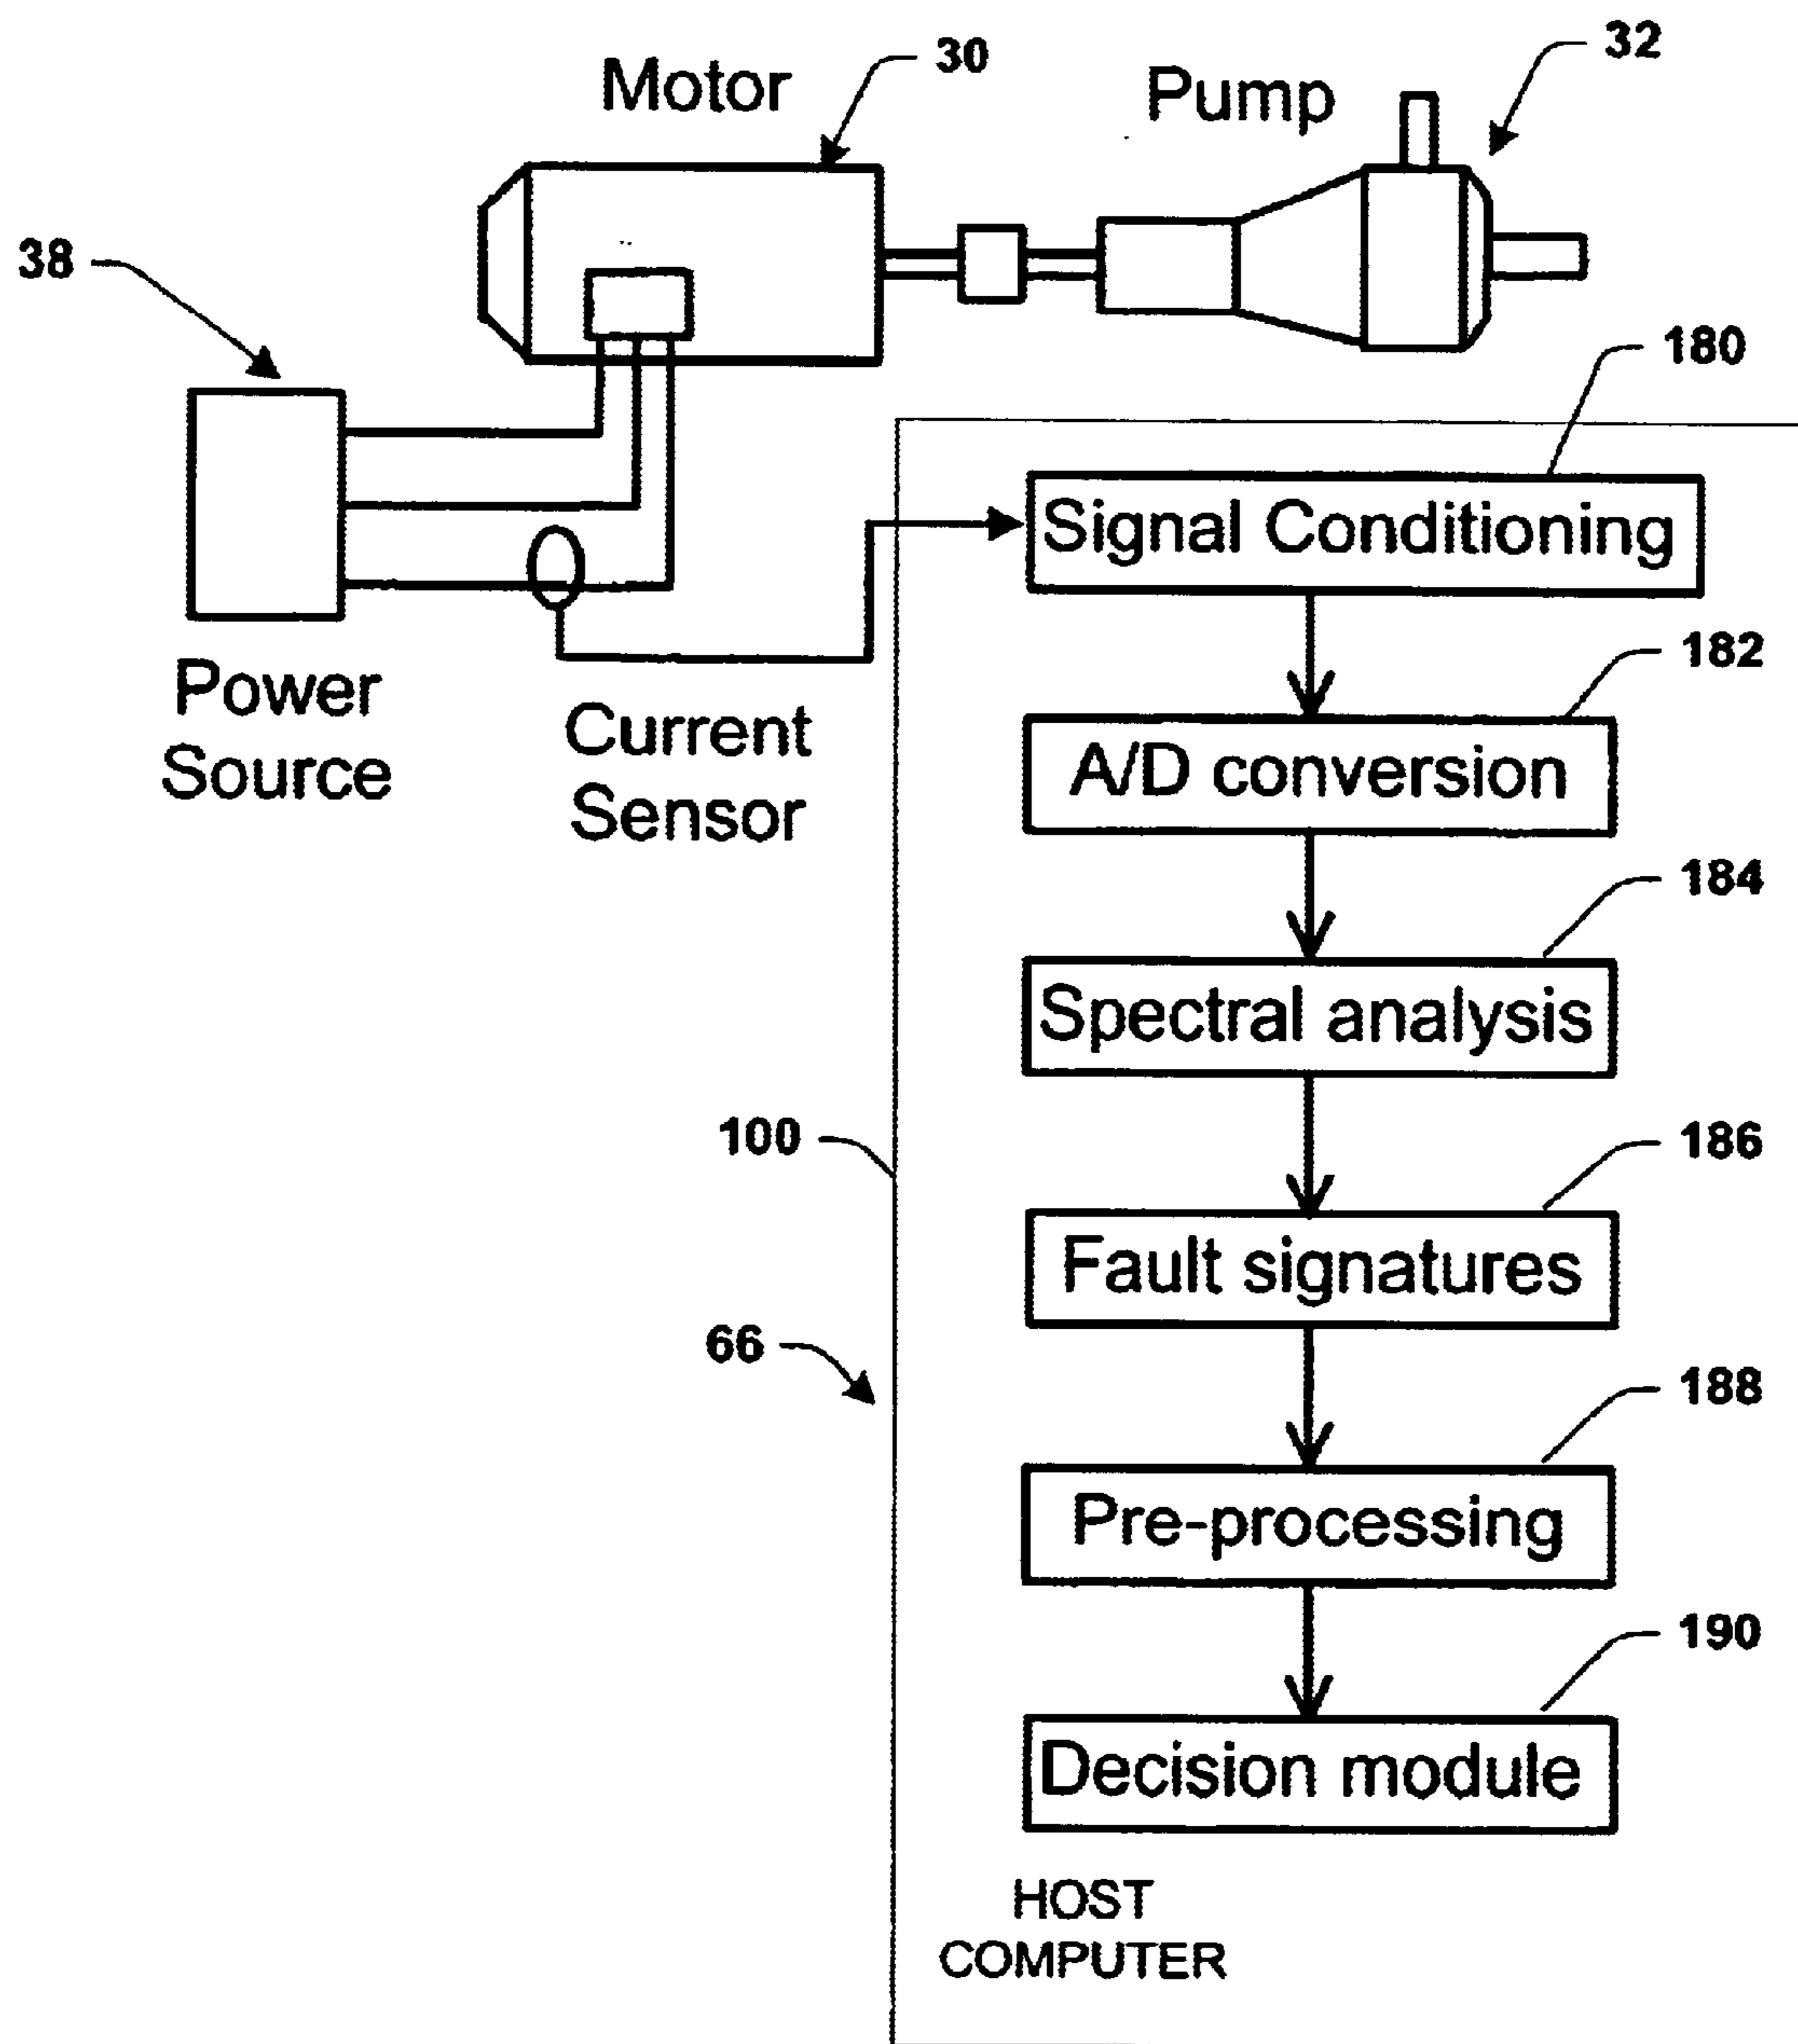 32
30
Motor
Pump
38
180
Signal Conditioning
182
Power
Source
Current
Sensor
A/D conversion
184
Spectral analysis
100
186
Fault signatures
66
188
Pre-processing
190
Decision module
HOST
COMPUTER